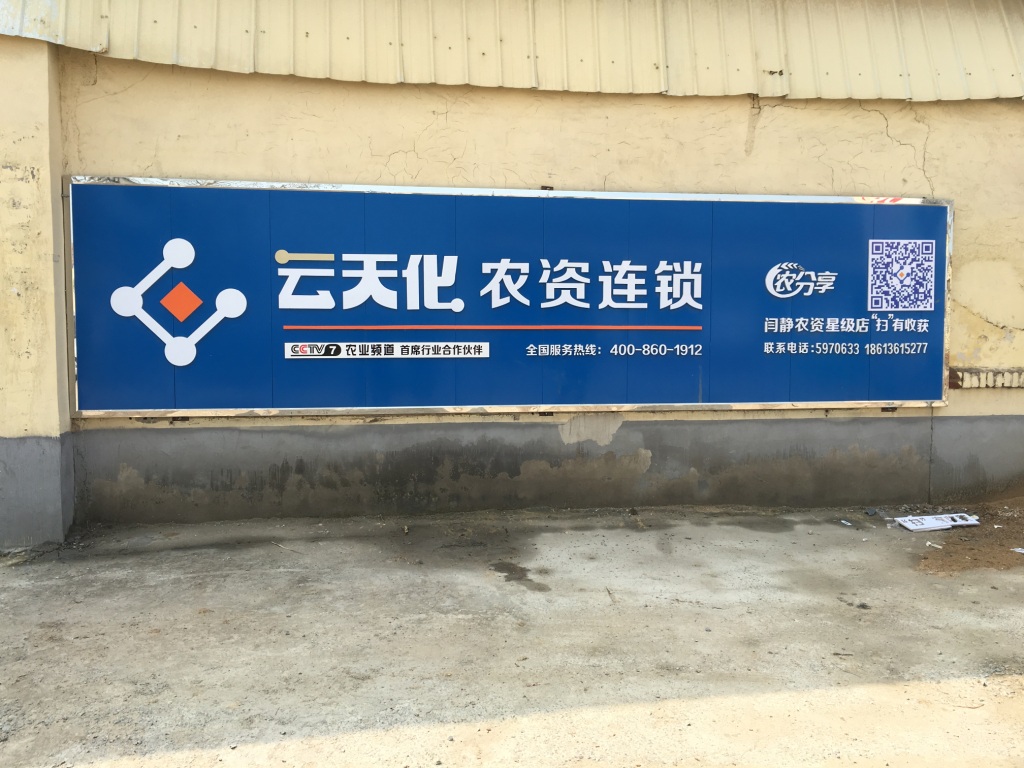 云天化 农资连锁
CCTV 7 农业频道 首席行业合作伙伴
全国服务热线：400-860-1912
农分享
闫静农资星级店
“扫”有收获
联系电话：5970633 18613615277